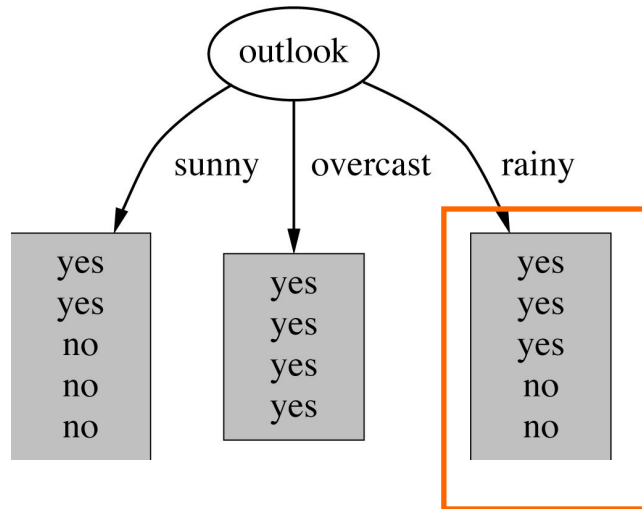 outlook
sunny
overcast
rainy
yes
yes
no
no
no
yes
yes
yes
yes
yes
yes
yes
no
no